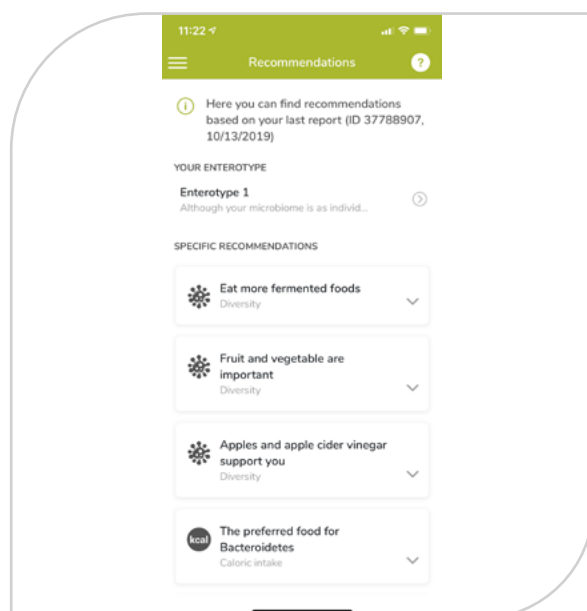 11:22
Recommendations
?
Here you can find recommendations
based on your last report (ID 37788907,
10/13/2019)
YOUR ENTEROTYPE
Enterotype 1
Although your microbiome is as individ...
SPECIFIC RECOMMENDATIONS
Eat more fermented foods
Diversity
Fruit and vegetable are
important
Diversity
Apples and apple cider vinegar
support you
Diversity
kcal
The preferred food for
Bacteroidetes
Caloric intake